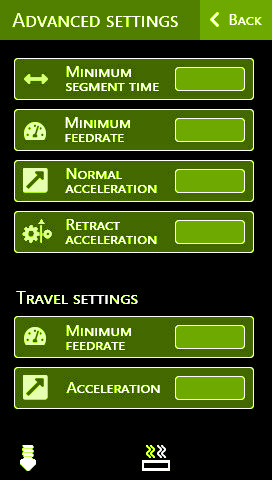 Advanced settings
Back
Minimum
segment time
Minimum
feedrate
Normal
acceleration
Retract
acceleration
Travel settings
Minimum
feedrate
Acceleration